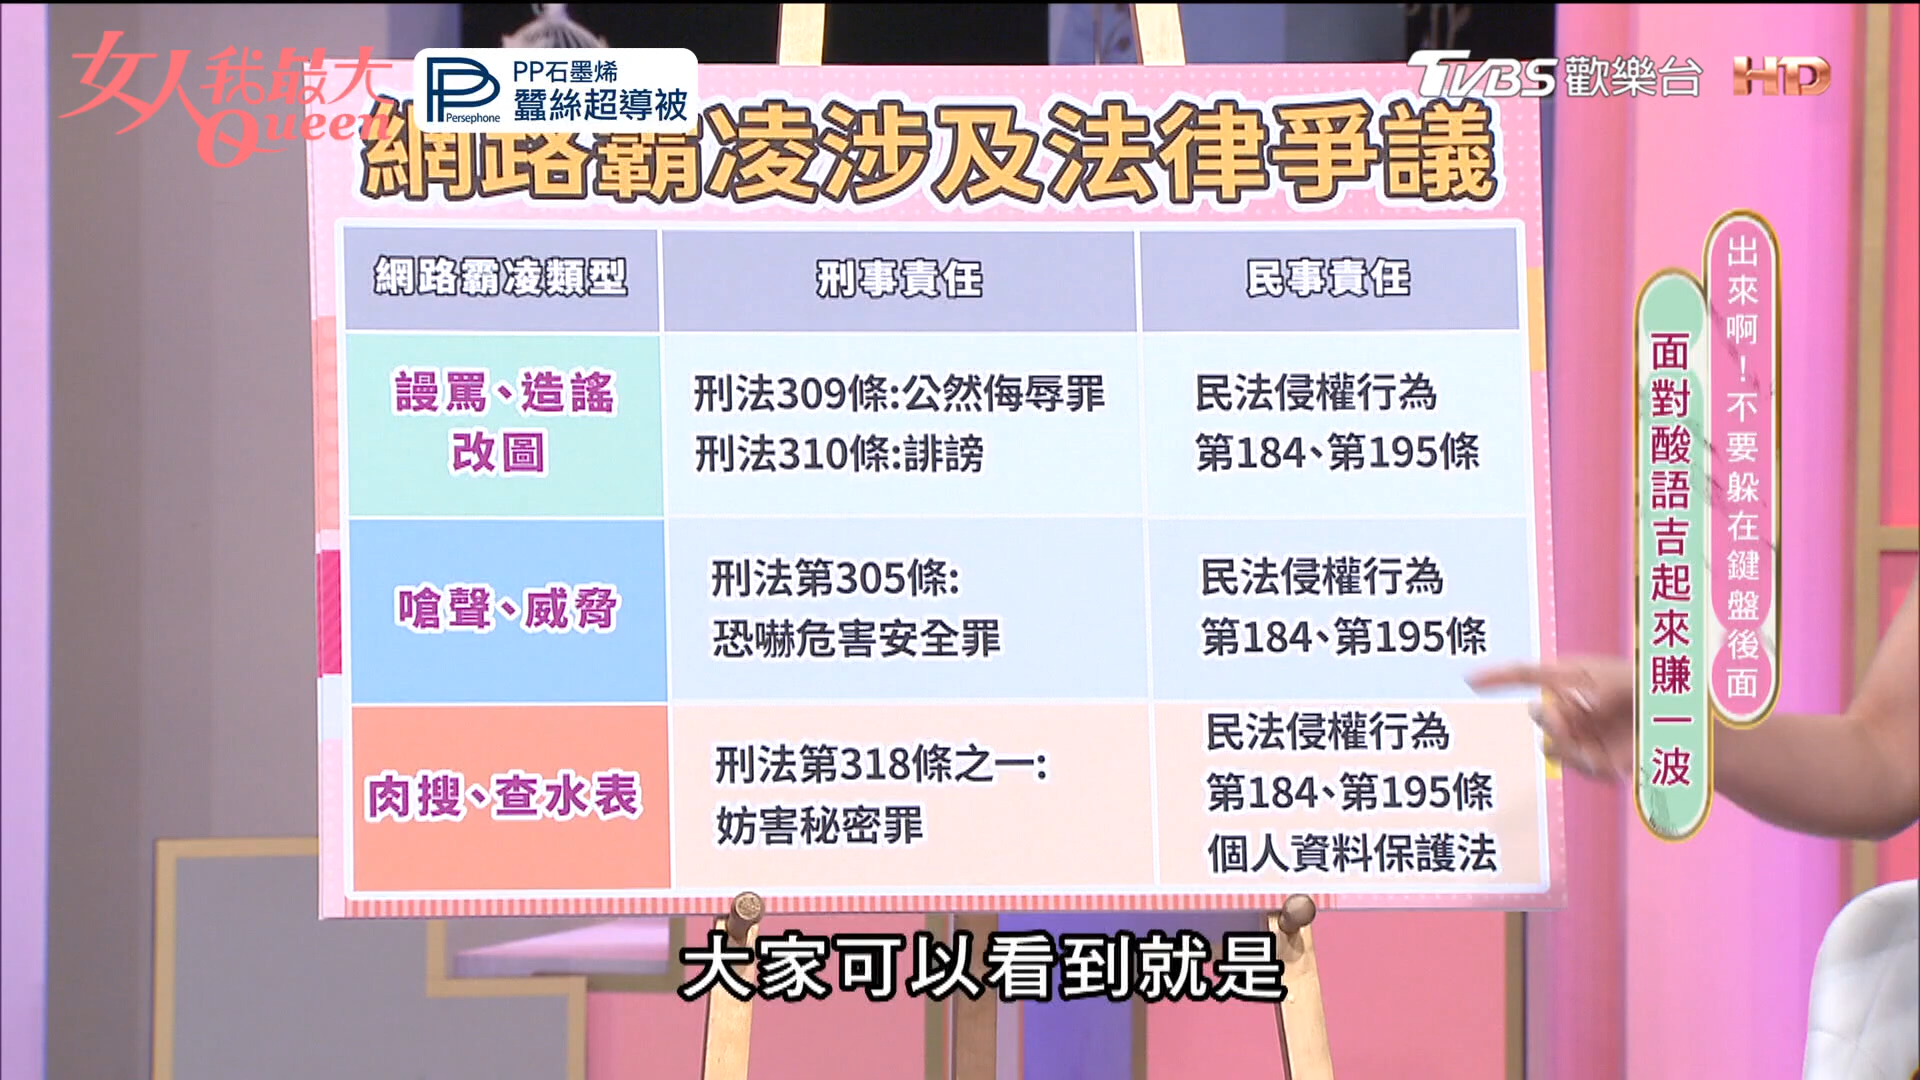 女人我最大
Queen
PP石墨烯
蠶絲超導被
Persephone
TVBS歡樂台 HD
網路霸凌涉及法律爭議
網路霸凌類型
刑事責任
民事責任
謾罵、造謠
改圖
刑法309條:公然侮辱罪
刑法310條:誹謗
民法侵權行為
第184、第195條
嗆聲、威脅
刑法第305條:
恐嚇危害安全罪
民法侵權行為
第184、第195條
肉搜、查水表
刑法第318條之一:
妨害秘密罪
民法侵權行為
第184、第195條
個人資料保護法
出來啊！不要躲在鍵盤後面
面對酸語吉起來賺一波
大家可以看到就是